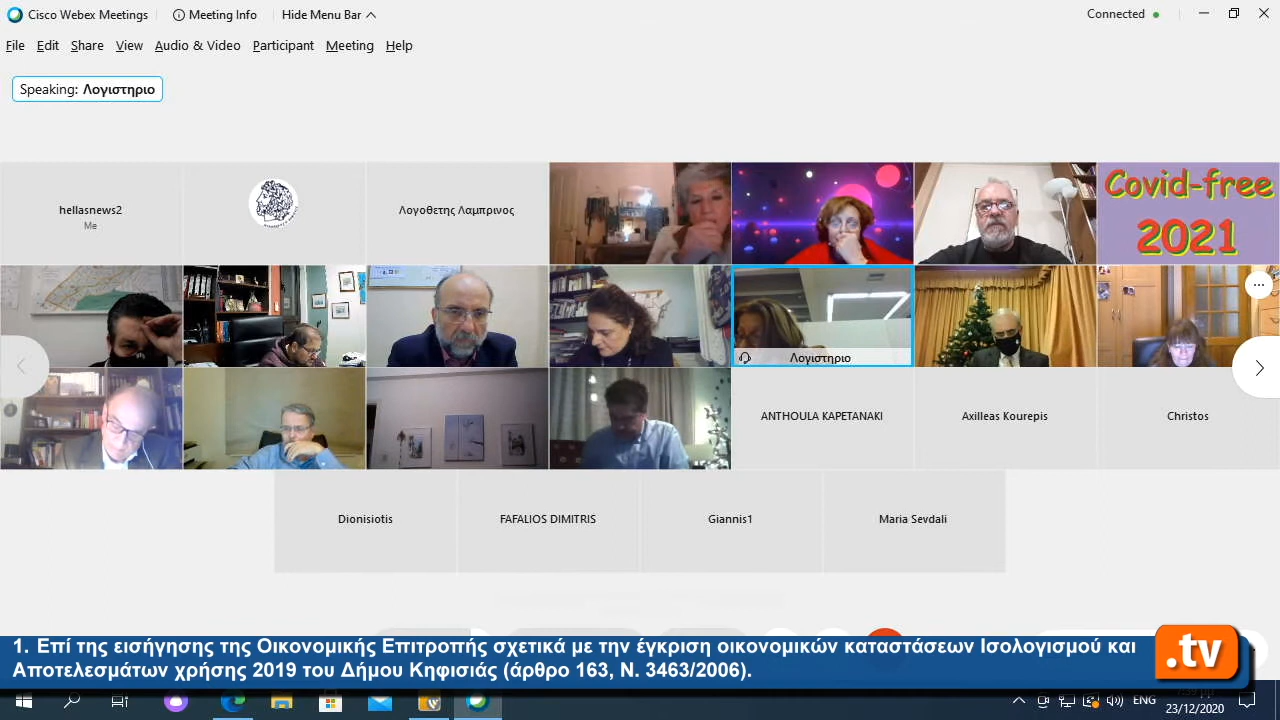 Cisco Webex Meetings
Meeting Info
Hide Menu Bar
Connected
File Edit Share View Audio & Video Participant Meeting Help
Speaking: Λογιστηριο
hellasnews2
Me
Λογοθετης Λαμπρινος
Covid-free
2021
Λογιστηριο
ANTHOULA KAPETANAKI
Axilleas Kourepis
Christos
Dionisiotis
FAFALIOS DIMITRIS
Giannis1
Maria Sevdali
1. Επί της εισήγησης της Οικονομικής Επιτροπής σχετικά με την έγκριση οικονομικών καταστάσεων Ισολογισμού και
Αποτελεσμάτων χρήσης 2019 του Δήμου Κηφισιάς (άρθρο 163, Ν. 3463/2006).
.tv
ENG
23/12/2020